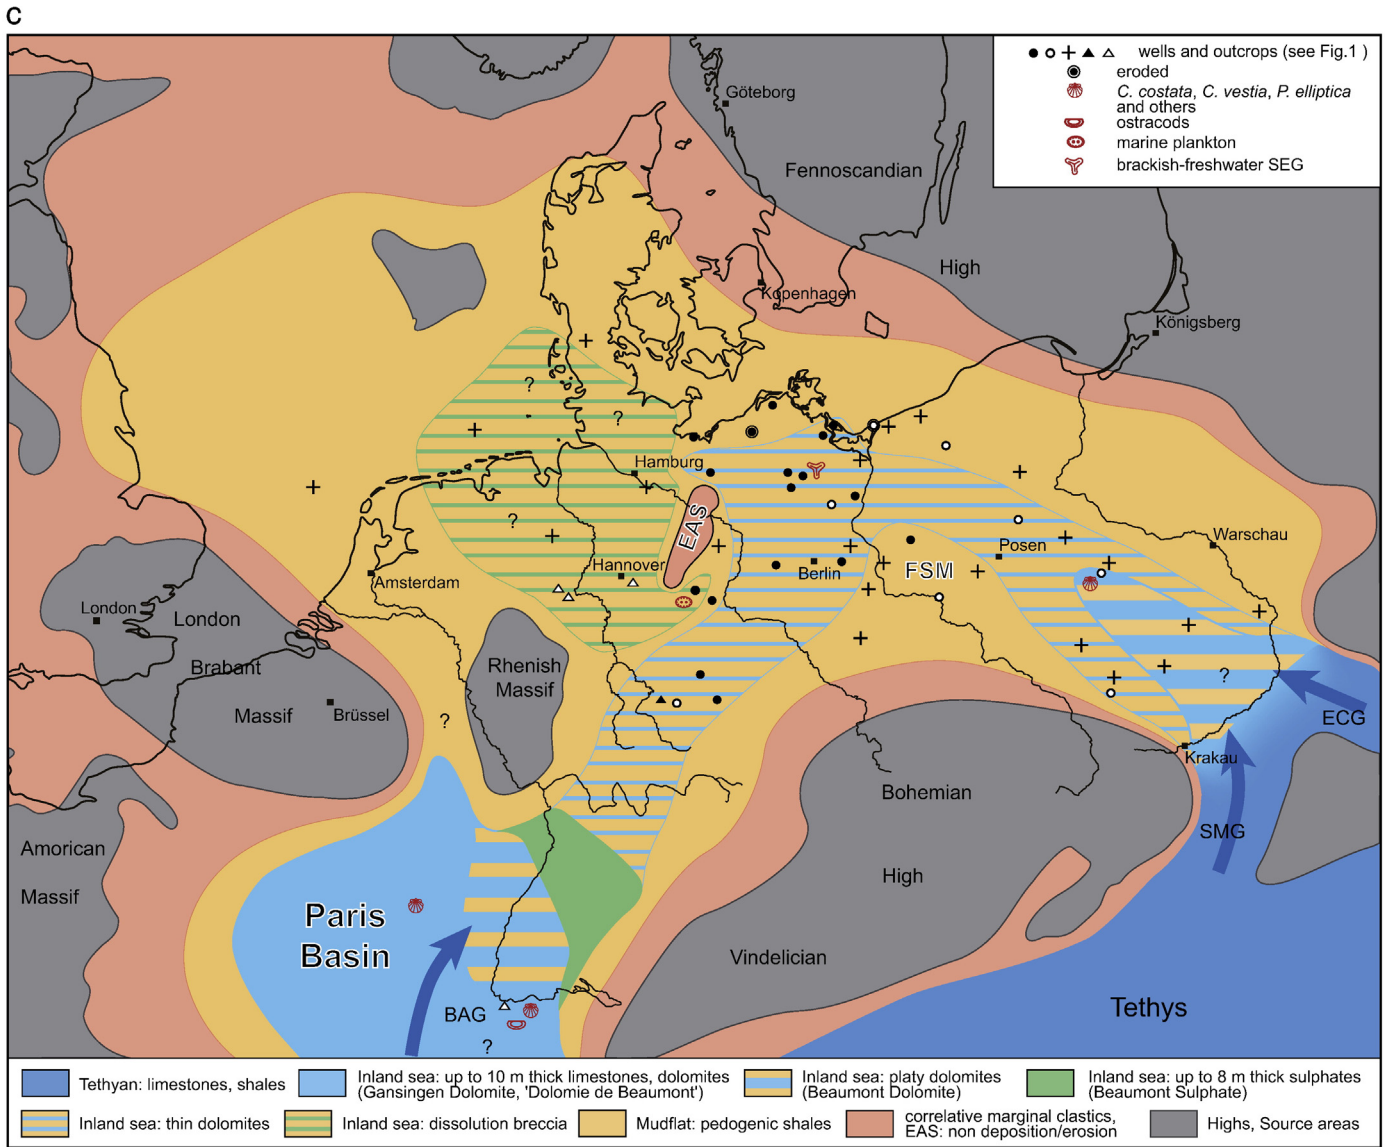 C
wells and outcrops (see Fig.1 )
eroded
C. costata, C. vestia, P. elliptica
and others
ostracods
marine plankton
brackish-freshwater SEG
Göteborg
Fennoscandian
High
Kopenhagen
Königsberg
?
?
Hamburg
EAS
?
Hannover
Berlin
FSM
Posen
Warschau
Amsterdam
London
London
Brabant
Massif
Brüssel
Rhenish
Massif
?
?
ECG
Krakau
SMG
Bohemian
High
Vindelician
Amorican
Massif
Paris
Basin
BAG
?
Tethys
Tethyan: limestones, shales
Inland sea: up to 10 m thick limestones, dolomites
(Gansingen Dolomite, 'Dolomie de Beaumont')
Inland sea: platy dolomites
(Beaumont Dolomite)
Inland sea: up to 8 m thick sulphates
(Beaumont Sulphate)
Inland sea: thin dolomites
Inland sea: dissolution breccia
Mudflat: pedogenic shales
correlative marginal clastics,
EAS: non deposition/erosion
Highs, Source areas